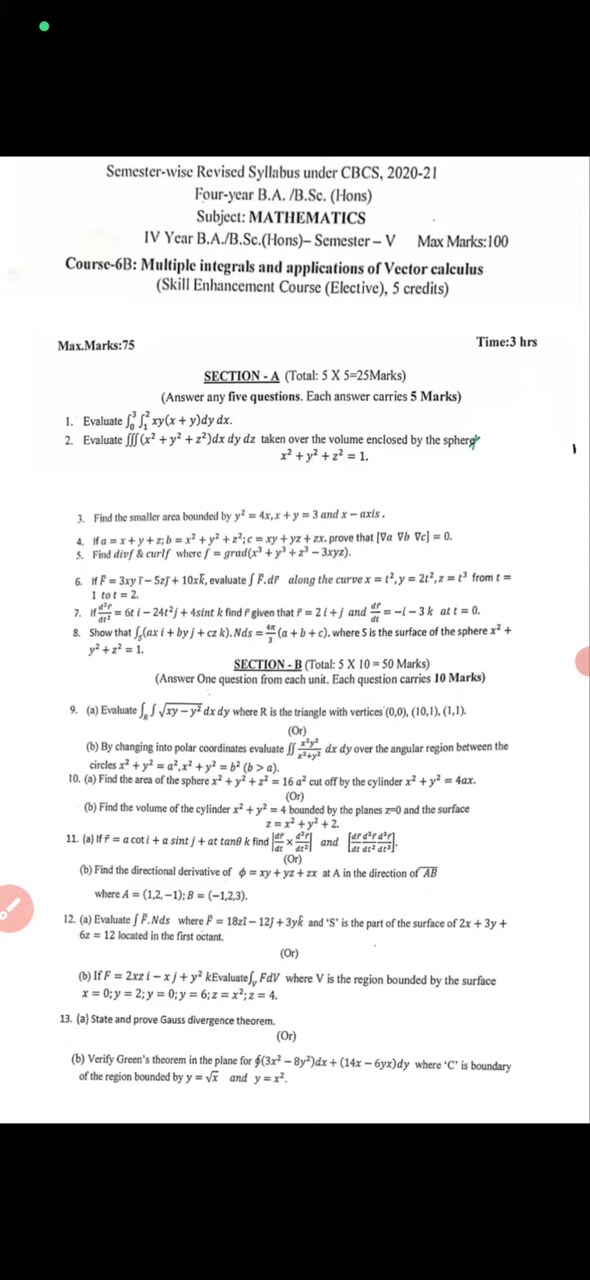 Semester-wise Revised Syllabus under CBCS, 2020-21
Four-year B.A. /B.Sc. (Hons)
Subject: MATHEMATICS
IV Year B.A./B.Sc.(Hons)– Semester – V Max Marks:100
Course-6B: Multiple integrals and applications of Vector calculus
(Skill Enhancement Course (Elective), 5 credits)
Max.Marks:75 Time:3 hrs
SECTION - A (Total: 5 X 5=25Marks)
(Answer any five questions. Each answer carries 5 Marks)
1. Evaluate ∫₀³ ∫₁² xy(x + y)dy dx.
2. Evaluate ∭(x² + y² + z²)dx dy dz taken over the volume enclosed by the sphere
x² + y² + z² = 1.
3. Find the smaller area bounded by y² = 4x, x + y = 3 and x – axis.
4. If a = x + y + z; b = x² + y² + z²; c = xy + yz + zx. prove that [∇a ∇b ∇c] = 0.
5. Find divf & curlf where f = grad(x³ + y³ + z³ − 3xyz).
6. If F̄ = 3xy ī − 5zj̄ + 10xk̄, evaluate ∫ F̄.dr̄ along the curve x = t², y = 2t², z = t³ from t =
1 to t = 2.
7. If d²r̄/dt² = 6t i − 24t²j + 4sint k find r̄ given that r̄ = 2 i + j and dr̄/dt = −i − 3 k at t = 0.
8. Show that ∫ₛ(ax i + by j + cz k). Nds = 4π/3 (a + b + c). where S is the surface of the sphere x² +
y² + z² = 1.
SECTION - B (Total: 5 X 10 = 50 Marks)
(Answer One question from each unit. Each question carries 10 Marks)
9. (a) Evaluate ∫_R ∫ √(xy − y²) dx dy where R is the triangle with vertices (0,0), (10,1), (1,1).
(Or)
(b) By changing into polar coordinates evaluate ∬ x²y²/(x²+y²) dx dy over the angular region between the
circles x² + y² = a², x² + y² = b² (b > a).
10. (a) Find the area of the sphere x² + y² + z² = 16 a² cut off by the cylinder x² + y² = 4ax.
(Or)
(b) Find the volume of the cylinder x² + y² = 4 bounded by the planes z=0 and the surface
z = x² + y² + 2.
11. (a) If r̄ = a cot i + a sint j + at tanθ k find |dr̄/dt × d²r̄/dt²| and [dr̄/dt d²r̄/dt² d³r̄/dt³].
(Or)
(b) Find the directional derivative of ϕ = xy + yz + zx at A in the direction of A̅B̅
where A = (1,2, −1); B = (−1,2,3).
12. (a) Evaluate ∫ F̄.Nds where F̄ = 18zî − 12ĵ + 3yk̂ and 'S' is the part of the surface of 2x + 3y +
6z = 12 located in the first octant.
(Or)
(b) If F = 2xz i − x j + y² kEvaluate∫ᵥ FdV where V is the region bounded by the surface
x = 0; y = 2; y = 0; y = 6; z = x²; z = 4.
13. (a) State and prove Gauss divergence theorem.
(Or)
(b) Verify Green's theorem in the plane for ∮(3x² − 8y²)dx + (14x − 6yx)dy where 'C' is boundary
of the region bounded by y = √x and y = x².